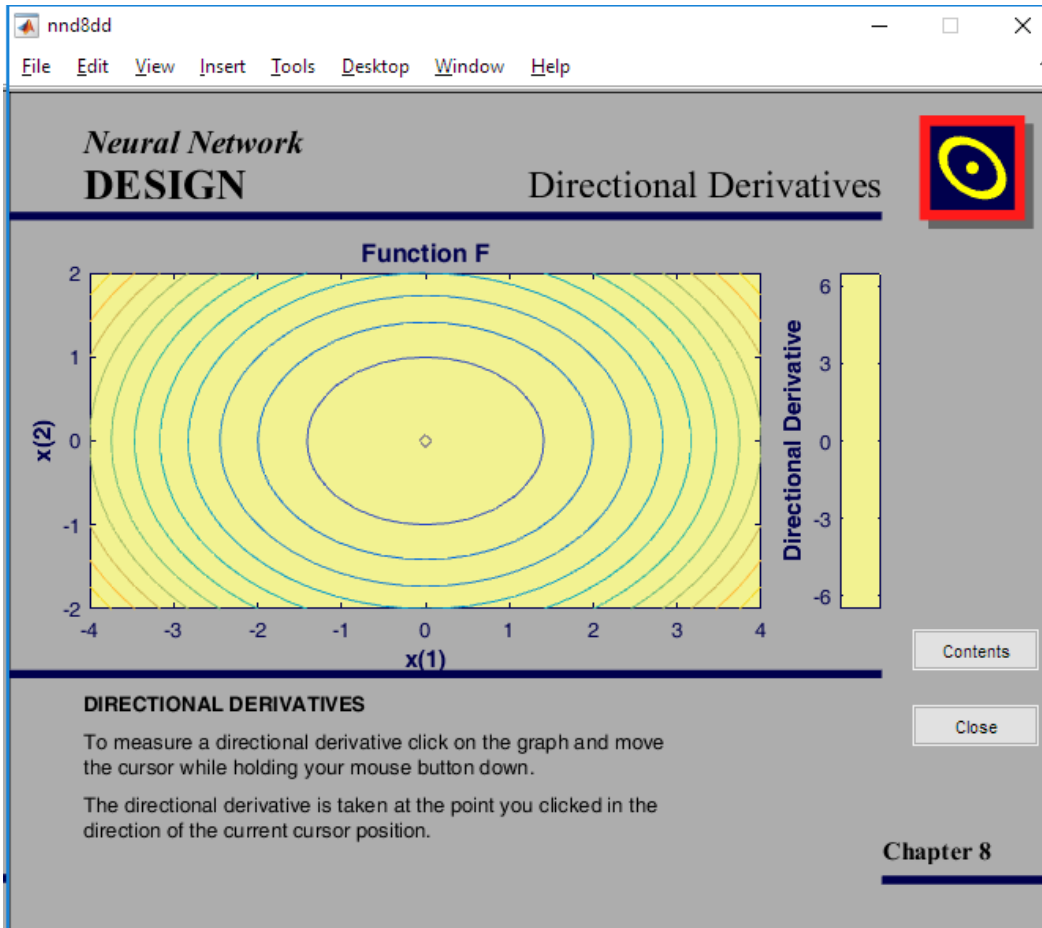 nnd8dd
File Edit View Insert Tools Desktop Window Help
Neural Network
DESIGN
Directional Derivatives
Function F
2
1
0
-1
-2
x(2)
-4 -3 -2 -1 0 1 2 3 4
x(1)
6
3
0
-3
-6
Directional Derivative
Contents
Close
DIRECTIONAL DERIVATIVES
To measure a directional derivative click on the graph and move
the cursor while holding your mouse button down.
The directional derivative is taken at the point you clicked in the
direction of the current cursor position.
Chapter 8